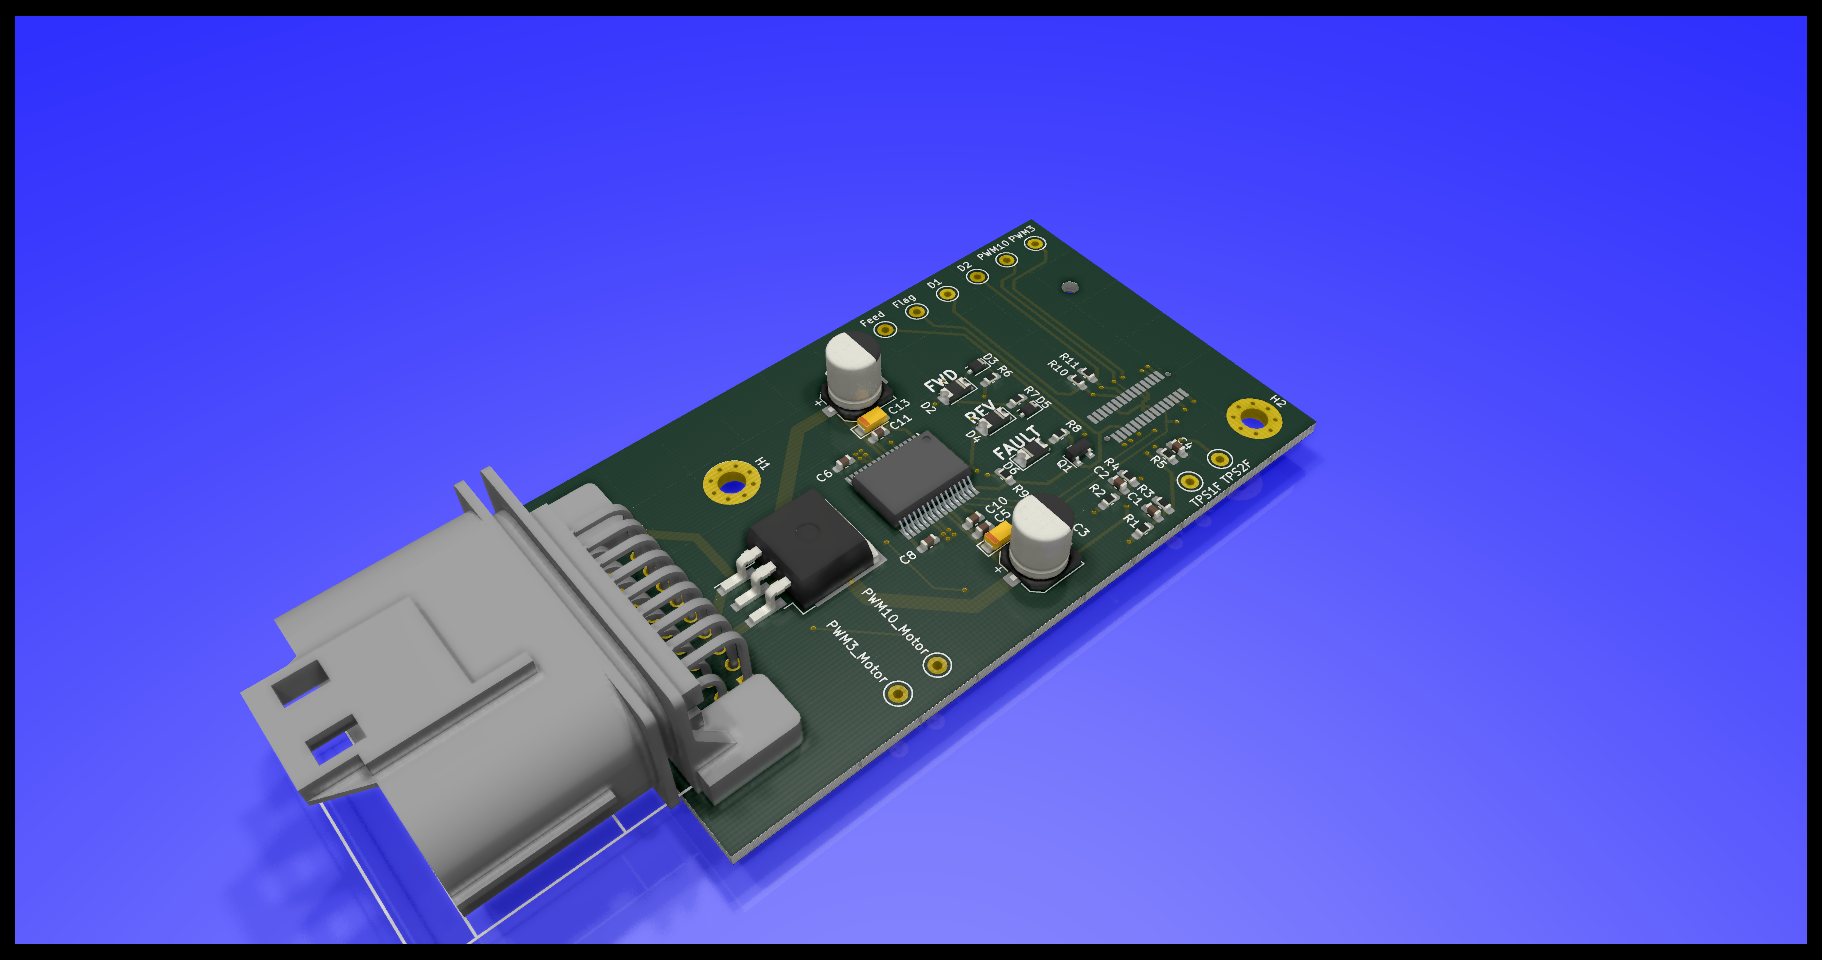 PWM3
PWM10
D2
D1
Flag
Feed
D3
R6
FWD
D2
R7
D5
REV
D4
R11
R10
R8
FAULT
D6
Q1
R9
H2
H1
C13
C11
C6
C8
C10
C3
C4
R5
R4
C2
R2
R3
C1
R1
TPS1F
TPS2F
PWM10_Motor
PWM3_Motor
+
+